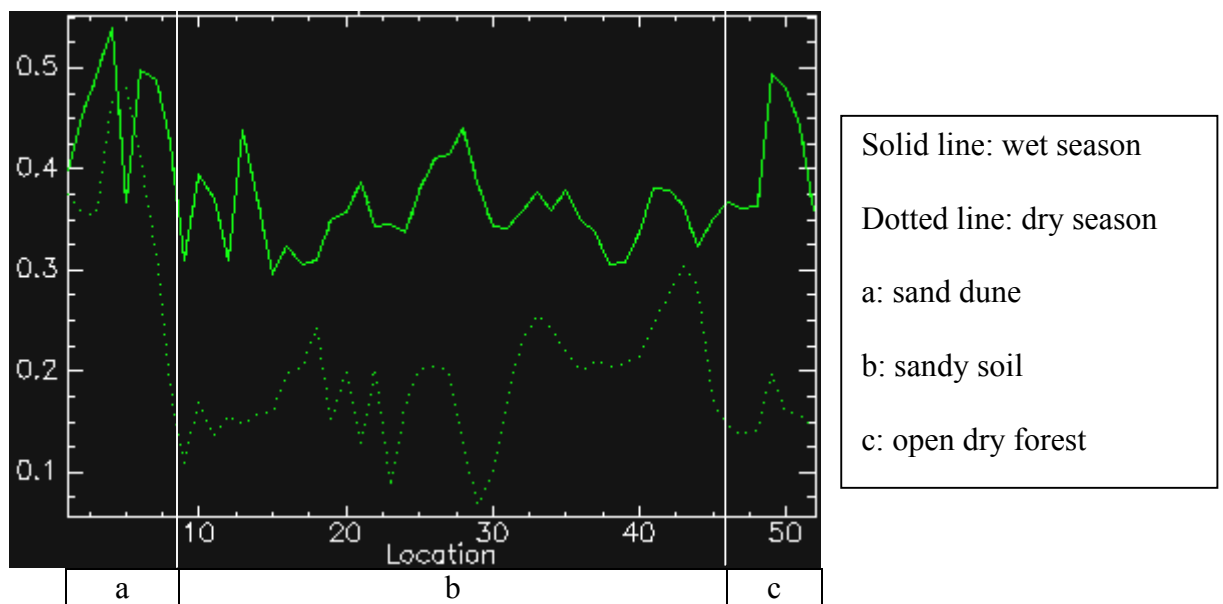 0.5
0.4
0.3
0.2
0.1
10 20 30 40 50
Location
a b c
Solid line: wet season
Dotted line: dry season
a: sand dune
b: sandy soil
c: open dry forest